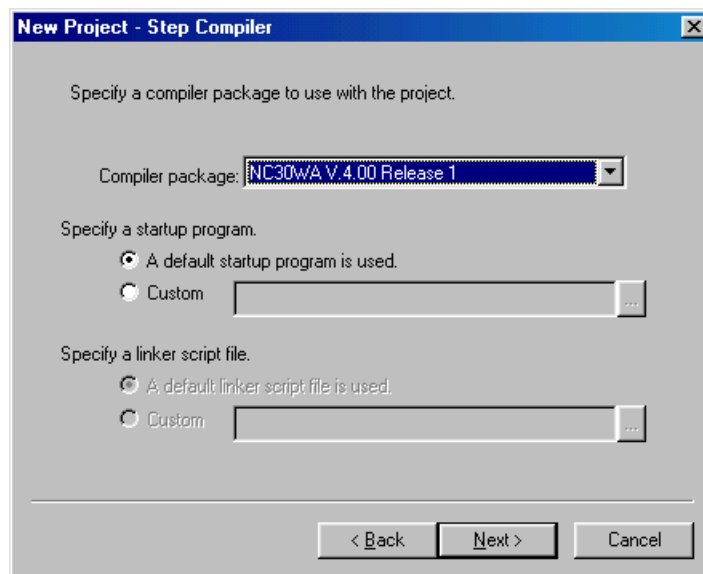 New Project - Step Compiler
Specify a compiler package to use with the project.
Compiler package: NC30WA V.4.00 Release 1
Specify a startup program.
A default startup program is used.
Custom
...
Specify a linker script file.
A default linker script file is used.
Custom
...
< Back Next > Cancel